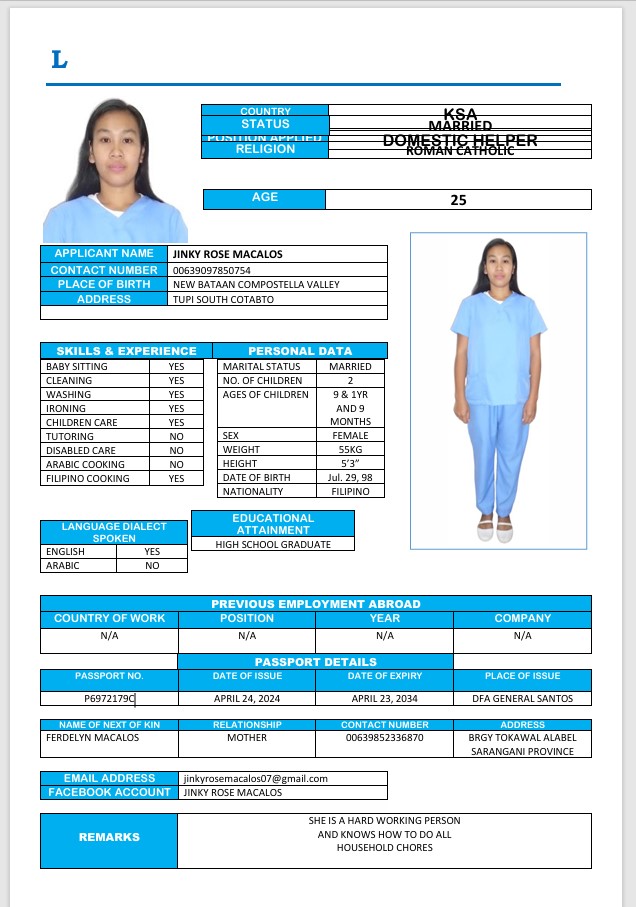 L
COUNTRY KSA
STATUS MARRIED
POSITION APPLIED DOMESTIC HELPER
RELIGION ROMAN CATHOLIC
AGE 25
APPLICANT NAME JINKY ROSE MACALOS
CONTACT NUMBER 00639097850754
PLACE OF BIRTH NEW BATAAN COMPOSTELLA VALLEY
ADDRESS TUPI SOUTH COTABTO
SKILLS & EXPERIENCE
BABY SITTING YES
CLEANING YES
WASHING YES
IRONING YES
CHILDREN CARE YES
TUTORING NO
DISABLED CARE NO
ARABIC COOKING NO
FILIPINO COOKING YES
PERSONAL DATA
MARITAL STATUS MARRIED
NO. OF CHILDREN 2
AGES OF CHILDREN 9 & 1YR
AND 9
MONTHS
SEX FEMALE
WEIGHT 55KG
HEIGHT 5’3”
DATE OF BIRTH Jul. 29, 98
NATIONALITY FILIPINO
LANGUAGE DIALECT
SPOKEN
ENGLISH YES
ARABIC NO
EDUCATIONAL
ATTAINMENT
HIGH SCHOOL GRADUATE
PREVIOUS EMPLOYMENT ABROAD
COUNTRY OF WORK POSITION YEAR COMPANY
N/A N/A N/A N/A
PASSPORT DETAILS
PASSPORT NO. DATE OF ISSUE DATE OF EXPIRY PLACE OF ISSUE
P6972179C APRIL 24, 2024 APRIL 23, 2034 DFA GENERAL SANTOS
NAME OF NEXT OF KIN RELATIONSHIP CONTACT NUMBER ADDRESS
FERDELYN MACALOS MOTHER 00639852336870 BRGY TOKAWAL ALABEL
SARANGANI PROVINCE
EMAIL ADDRESS jinkyrosemacalos07@gmail.com
FACEBOOK ACCOUNT JINKY ROSE MACALOS
REMARKS
SHE IS A HARD WORKING PERSON
AND KNOWS HOW TO DO ALL
HOUSEHOLD CHORES